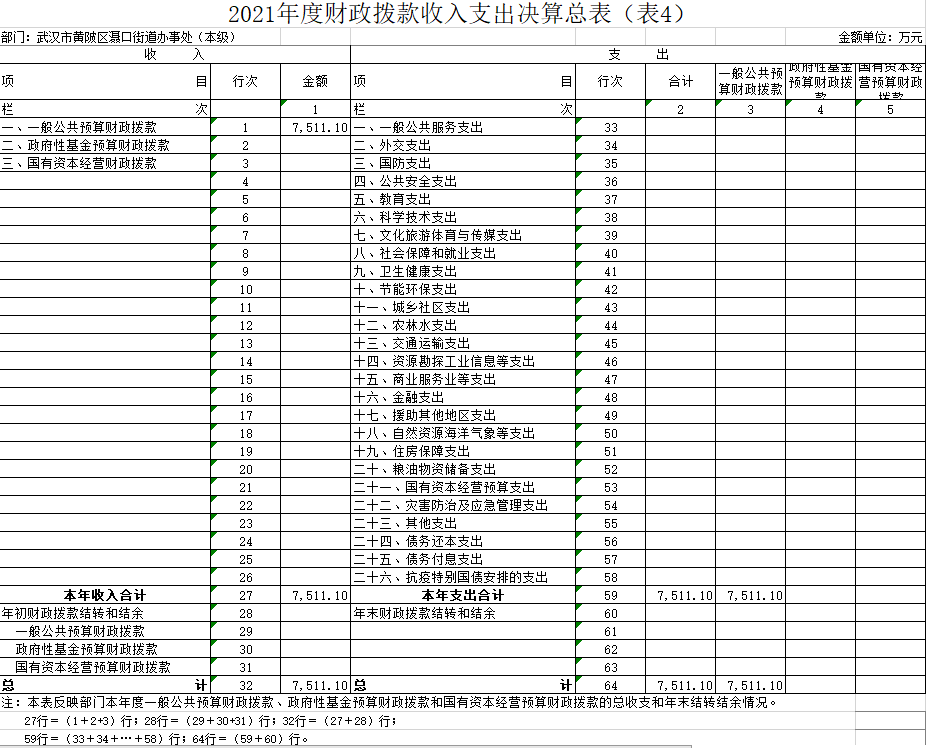 2021年度财政拨款收入支出决算总表（表4）
部门：武汉市黄陂区滠口街道办事处（本级） 金额单位：万元
收 入 支 出
项 目 行次 金额 项 目 行次 合计 一般公共预算财政拨款 政府性基金预算财政拨款 国有资本经营预算财政拨款
栏 次 1 栏 次 2 3 4 5
一、一般公共预算财政拨款 1 7,511.10 一、一般公共服务支出 33
二、政府性基金预算财政拨款 2 二、外交支出 34
三、国有资本经营财政拨款 3 三、国防支出 35
4 四、公共安全支出 36
5 五、教育支出 37
6 六、科学技术支出 38
7 七、文化旅游体育与传媒支出 39
8 八、社会保障和就业支出 40
9 九、卫生健康支出 41
10 十、节能环保支出 42
11 十一、城乡社区支出 43
12 十二、农林水支出 44
13 十三、交通运输支出 45
14 十四、资源勘探工业信息等支出 46
15 十五、商业服务业等支出 47
16 十六、金融支出 48
17 十七、援助其他地区支出 49
18 十八、自然资源海洋气象等支出 50
19 十九、住房保障支出 51
20 二十、粮油物资储备支出 52
21 二十一、国有资本经营预算支出 53
22 二十二、灾害防治及应急管理支出 54
23 二十三、其他支出 55
24 二十四、债务还本支出 56
25 二十五、债务付息支出 57
26 二十六、抗疫特别国债安排的支出 58
本年收入合计 27 7,511.10 本年支出合计 59 7,511.10 7,511.10
年初财政拨款结转和结余 28 年末财政拨款结转和结余 60
一般公共预算财政拨款 29 61
政府性基金预算财政拨款 30 62
国有资本经营预算财政拨款 31 63
总 计 32 7,511.10 总 计 64 7,511.10 7,511.10
注：本表反映部门本年度一般公共预算财政拨款、政府性基金预算财政拨款和国有资本经营预算财政拨款的总收支和年末结转结余情况。
27行＝（1＋2+3）行；28行＝（29＋30+31）行；32行＝（27＋28）行；
59行＝（33＋34＋…＋58）行；64行＝（59＋60）行。